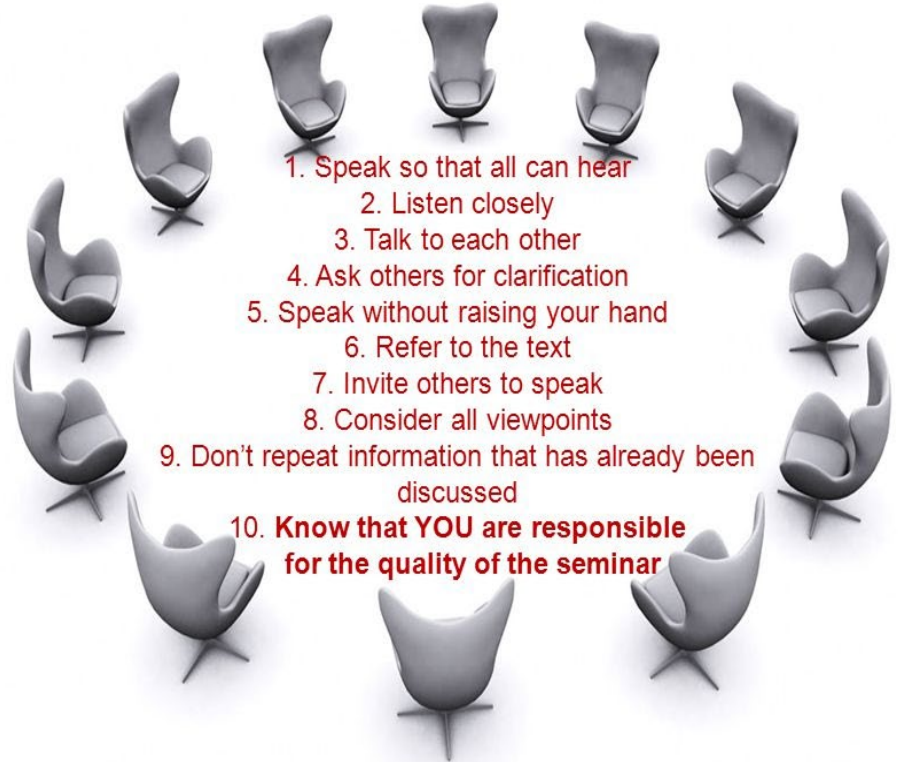 1. Speak so that all can hear
2. Listen closely
3. Talk to each other
4. Ask others for clarification
5. Speak without raising your hand
6. Refer to the text
7. Invite others to speak
8. Consider all viewpoints
9. Don’t repeat information that has already been
discussed
10. Know that YOU are responsible
for the quality of the seminar